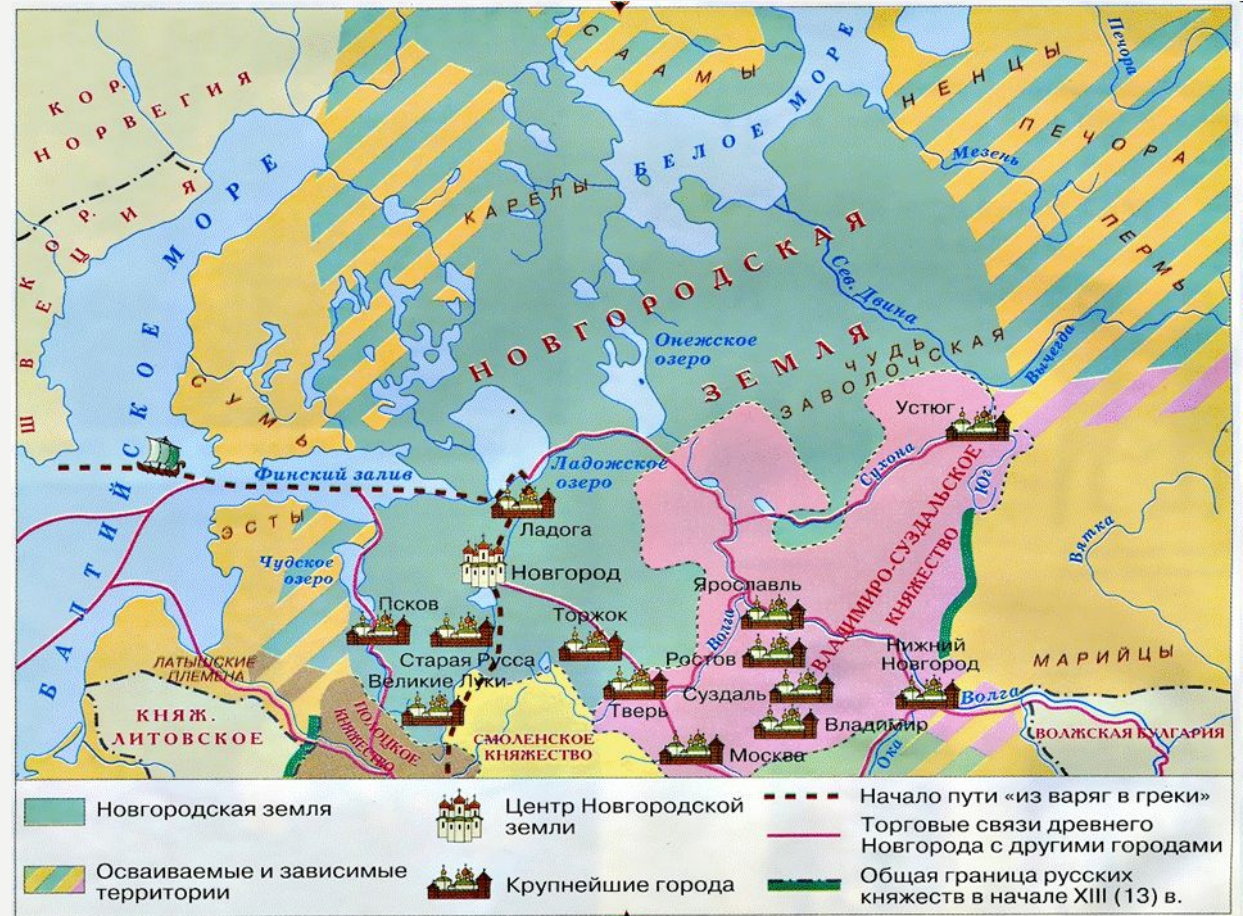 КОР.
НОРВЕГИЯ
КОР.
ШВЕЦИЯ
БАЛТИЙСКОЕ МОРЕ
СААМЫ
БЕЛОЕ МОРЕ
НЕНЦЫ
Печора
ПЕЧОРА
Мезень
ПЕРМЬ
КАРЕЛЫ
НОВГОРОДСКАЯ
ЗЕМЛЯ
Сев. Двина
Онежское
озеро
ЧУДЬ
ЗАВОЛОЧСКАЯ
Вычегда
СУМЬ
Устюг
Сухона
Юг
Финский залив
Ладожское
озеро
Ладога
ЭСТЫ
Чудское
озеро
Новгород
ВЛАДИМИРО-СУЗДАЛЬСКОЕ
КНЯЖЕСТВО
Вятка
Псков
Старая Русса
Торжок
Ярославль
Волга
Ростов
Нижний
Новгород
МАРИЙЦЫ
ЛАТЫШСКИЕ
ПЛЕМЕНА
Великие Луки
Тверь
Суздаль
Волга
Владимир
Москва
Ока
КНЯЖ.
ЛИТОВСКОЕ
ПОЛОЦКОЕ
КНЯЖЕСТВО
СМОЛЕНСКОЕ
КНЯЖЕСТВО
ВОЛЖСКАЯ БУЛГАРИЯ
Новгородская земля
Осваиваемые и зависимые
территории
Центр Новгородской
земли
Крупнейшие города
Начало пути «из варяг в греки»
Торговые связи древнего
Новгорода с другими городами
Общая граница русских
княжеств в начале XIII (13) в.